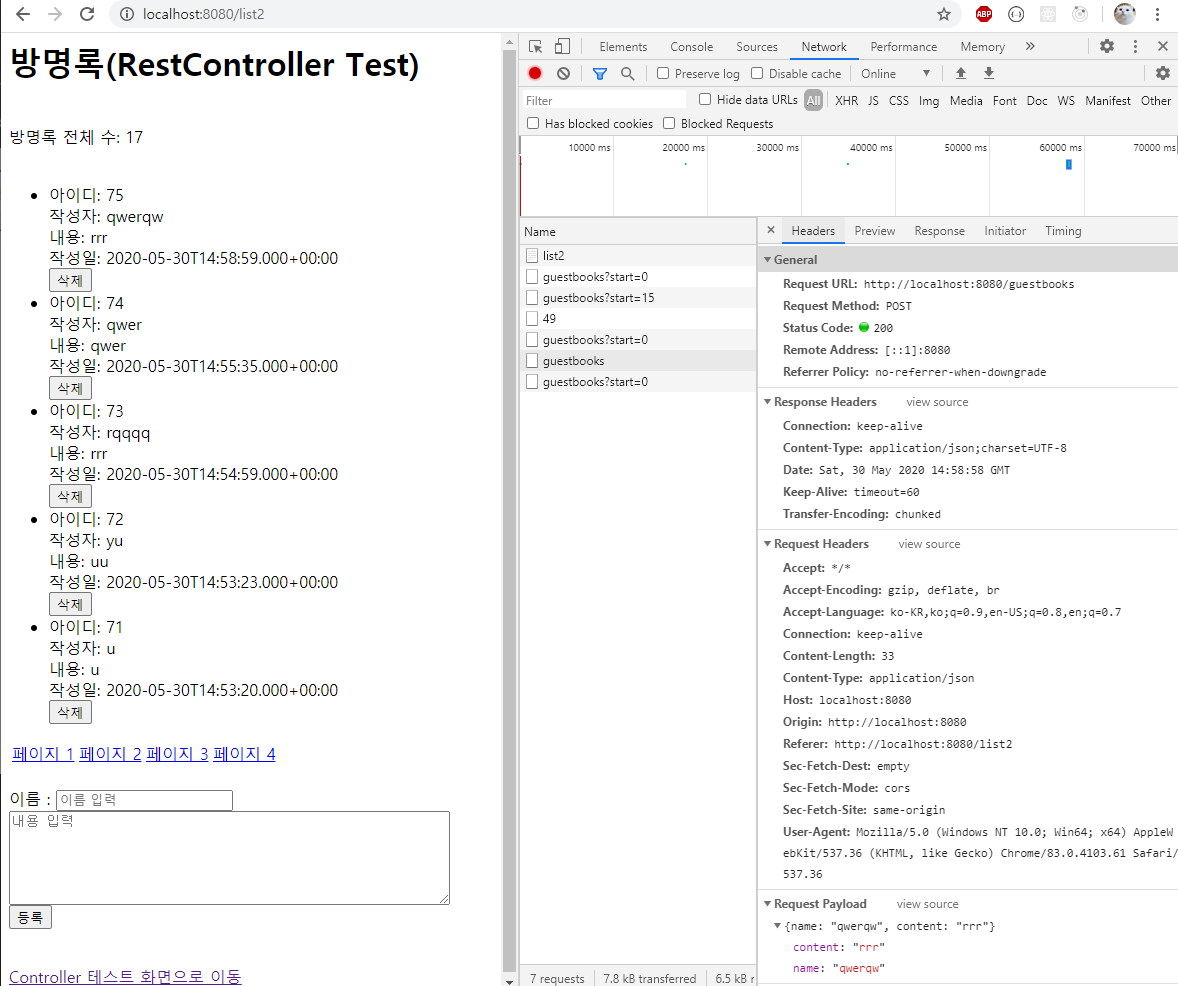 localhost:8080/list2
ABP
방명록(RestController Test)
방명록 전체 수: 17
아이디: 75
작성자: qwerqw
내용: rrr
작성일: 2020-05-30T14:58:59.000+00:00
삭제
아이디: 74
작성자: qwer
내용: qwer
작성일: 2020-05-30T14:55:35.000+00:00
삭제
아이디: 73
작성자: rqqqq
내용: rrr
작성일: 2020-05-30T14:54:59.000+00:00
삭제
아이디: 72
작성자: yu
내용: uu
작성일: 2020-05-30T14:53:23.000+00:00
삭제
아이디: 71
작성자: u
내용: u
작성일: 2020-05-30T14:53:20.000+00:00
삭제
페이지 1 페이지 2 페이지 3 페이지 4
이름 : 이름 입력
내용 입력
등록
Controller 테스트 화면으로 이동
Elements Console Sources Network Performance Memory »
Preserve log Disable cache Online
Filter Hide data URLs All XHR JS CSS Img Media Font Doc WS Manifest Other
Has blocked cookies Blocked Requests
10000 ms 20000 ms 30000 ms 40000 ms 50000 ms 60000 ms 70000 ms
Name
list2
guestbooks?start=0
guestbooks?start=15
49
guestbooks?start=0
guestbooks
guestbooks?start=0
7 requests 7.8 kB transferred 6.5 kB r
Headers Preview Response Initiator Timing
General
Request URL: http://localhost:8080/guestbooks
Request Method: POST
Status Code: 200
Remote Address: [::1]:8080
Referrer Policy: no-referrer-when-downgrade
Response Headers view source
Connection: keep-alive
Content-Type: application/json;charset=UTF-8
Date: Sat, 30 May 2020 14:58:58 GMT
Keep-Alive: timeout=60
Transfer-Encoding: chunked
Request Headers view source
Accept: */*
Accept-Encoding: gzip, deflate, br
Accept-Language: ko-KR,ko;q=0.9,en-US;q=0.8,en;q=0.7
Connection: keep-alive
Content-Length: 33
Content-Type: application/json
Host: localhost:8080
Origin: http://localhost:8080
Referer: http://localhost:8080/list2
Sec-Fetch-Dest: empty
Sec-Fetch-Mode: cors
Sec-Fetch-Site: same-origin
User-Agent: Mozilla/5.0 (Windows NT 10.0; Win64; x64) AppleW
ebKit/537.36 (KHTML, like Gecko) Chrome/83.0.4103.61 Safari/
537.36
Request Payload view source
{name: "qwerqw", content: "rrr"}
content: "rrr"
name: "qwerqw"